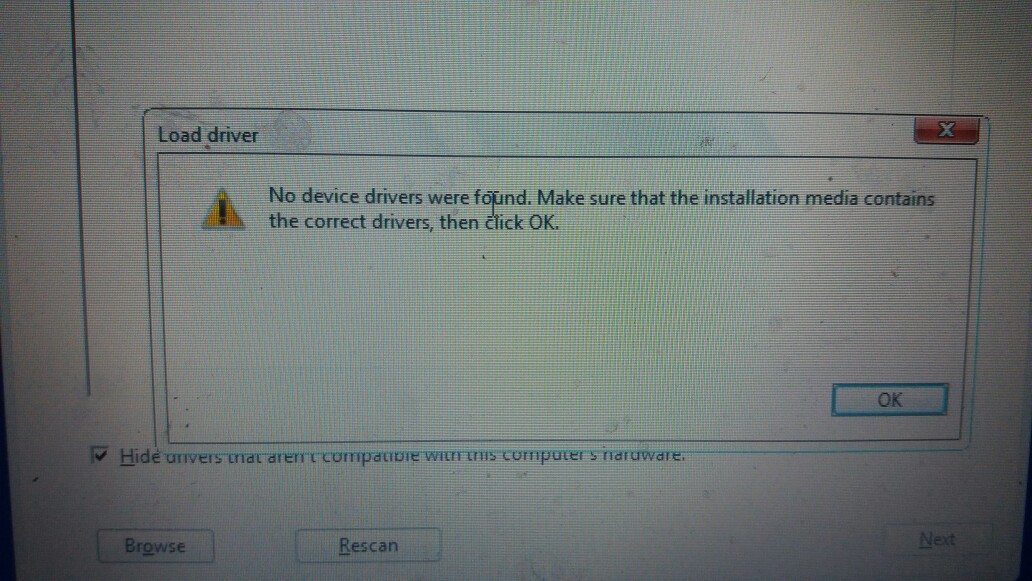 Load driver
No device drivers were found. Make sure that the installation media contains
the correct drivers, then click OK.
OK
Hide drivers that aren't compatible with this computer's hardware.
Browse
Rescan
Next